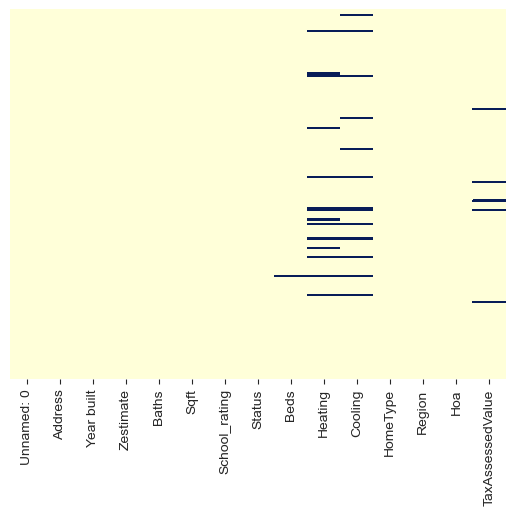 Unnamed: 0
Address
Year built
Zestimate
Baths
Sqft
School_rating
Status
Beds
Heating
Cooling
HomeType
Region
Hoa
TaxAssessedValue